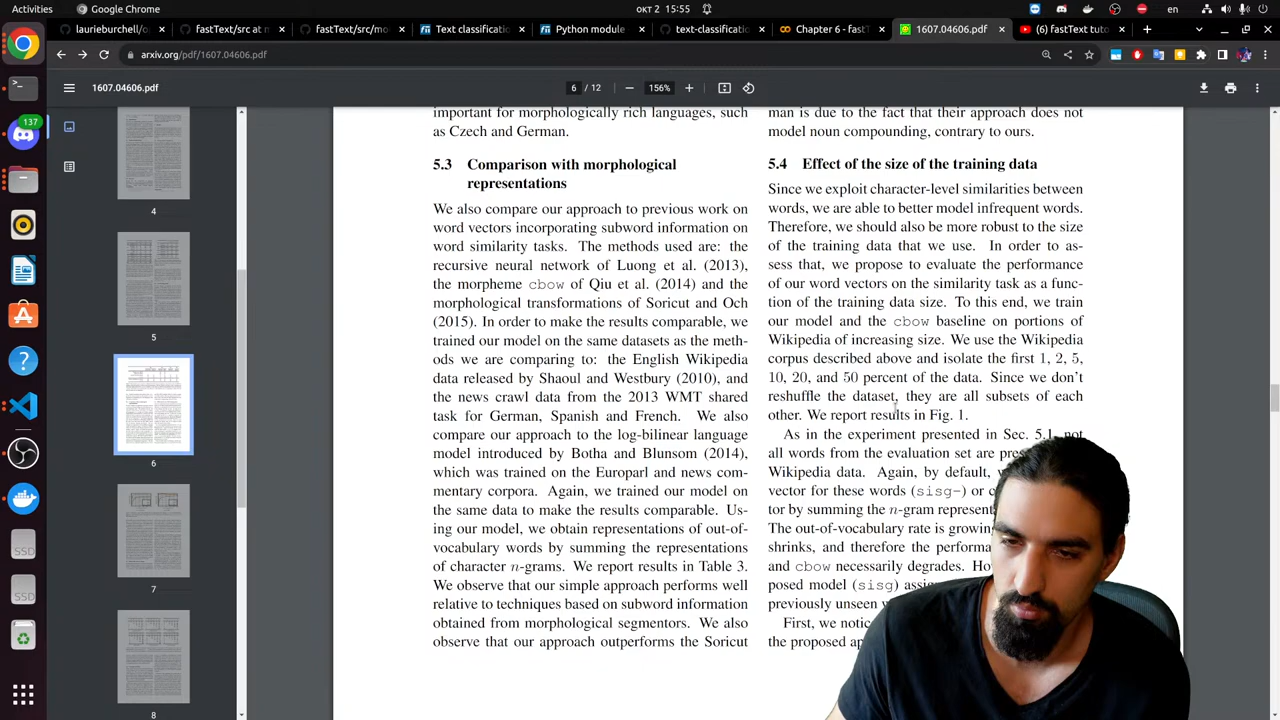 Activities
Google Chrome
окт 2 15:55
en
laurieburchell/op
fastText/src at m
fastText/src/mo
Text classificatio
Python module
text-classificatio
Chapter 6 - fast
1607.04606.pdf
(6) fastText tuto
arxiv.org/pdf/1607.04606.pdf
1607.04606.pdf
6 / 12
156%
137
SSD
SSD
4
5
6
7
8
important for morphologically rich languages, such
as Czech and German.
5.3 Comparison with morphological
representations
We also compare our approach to previous work on
word vectors incorporating subword information on
word similarity tasks. The methods used are: the
recursive neural network of Luong et al. (2013),
the morpheme cbow of Qiu et al. (2014) and the
morphological transformations of Soricut and Och
(2015). In order to make the results comparable, we
trained our model on the same datasets as the meth-
ods we are comparing to: the English Wikipedia
data released by Shaoul and Westbury (2010), and
the news crawl data from the 2013 WMT shared
task for German, Spanish and French. We also
compare our approach to the log-bilinear language
model introduced by Botha and Blunsom (2014),
which was trained on the Europarl and news com-
mentary corpora. Again, we trained our model on
the same data to make the results comparable. Us-
ing our model, we obtain representations of out-of-
vocabulary words by summing the representations
of character n-grams. We report results in Table 3.
We observe that our simple approach performs well
relative to techniques based on subword information
obtained from morphological segmentors. We also
observe that our approach outperforms the Soricut
man is due to the fact that their approach does not
model noun compounding, contrary to ours.
5.4 Effect of the size of the training data
Since we exploit character-level similarities between
words, we are able to better model infrequent words.
Therefore, we should also be more robust to the size
of the training data that we use. In order to as-
sess that, we propose to evaluate the performance
of our word vectors on the similarity task as a func-
tion of the training data size. To this end, we train
our model and the cbow baseline on portions of
Wikipedia of increasing size. We use the Wikipedia
corpus described above and isolate the first 1, 2, 5,
10, 20, and 50 percent of the data. Since we don't
reshuffle the dataset, they are all subsets of each
other. We report results in Fig. 1.
As in the experiment presented in Sec. 5.1, not
all words from the evaluation set are pres
Wikipedia data. Again, by default, w
vector for these words (sisg-) or c
tor by summing the n-gram represent
The out-of-vocabulary rate is growing
shrinks, and therefore the performa
and cbow necessarily degrades. Ho
posed model (sisg) assig
previously unseen w
First, we
the propo